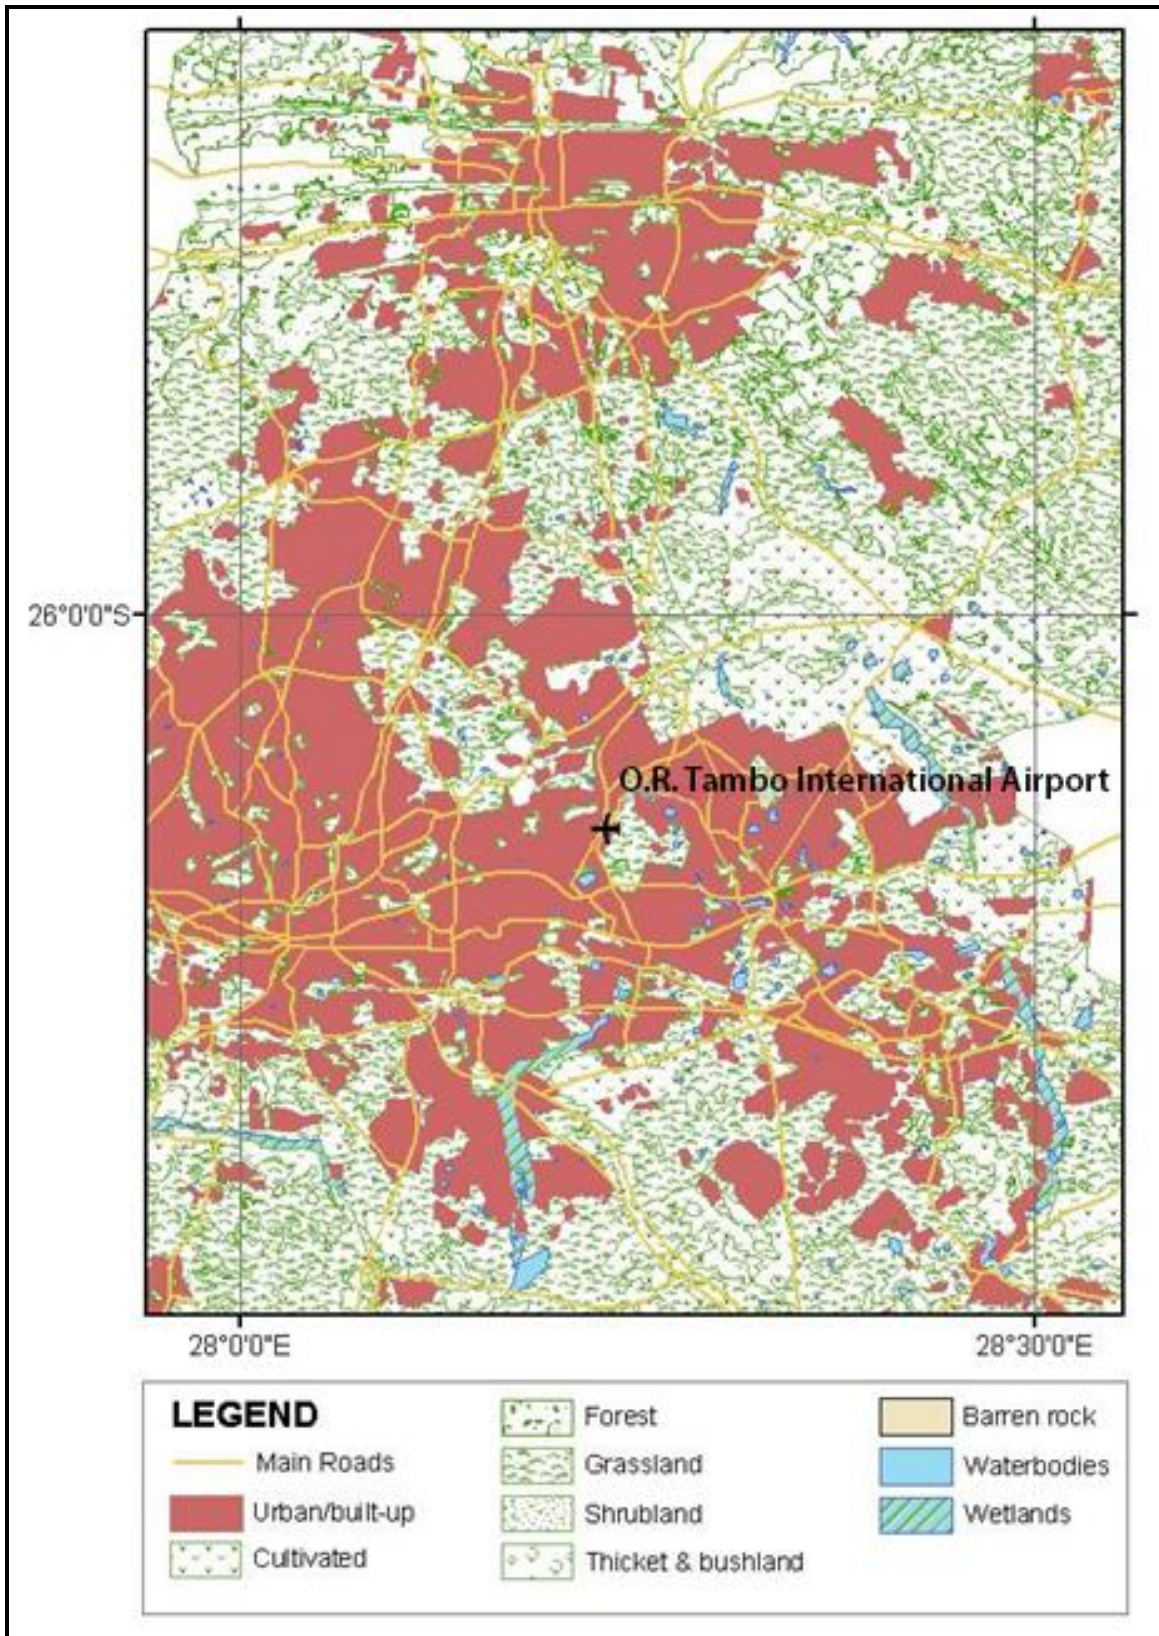 26°0'0"S
O.R. Tambo International Airport
28°0'0"E
28°30'0"E
LEGEND
Main Roads
Urban/built-up
Cultivated
Forest
Grassland
Shrubland
Thicket & bushland
Barren rock
Waterbodies
Wetlands